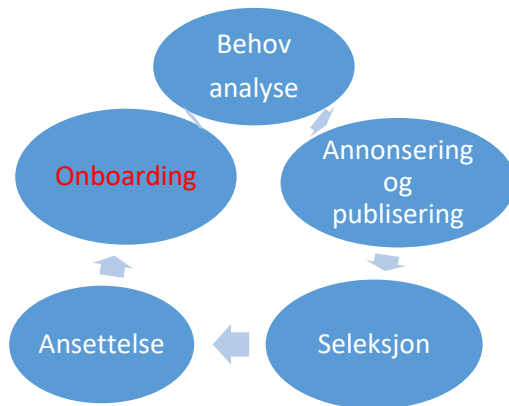 Behov
analyse
Annonsering
og
publisering
Seleksjon
Ansettelse
Onboarding